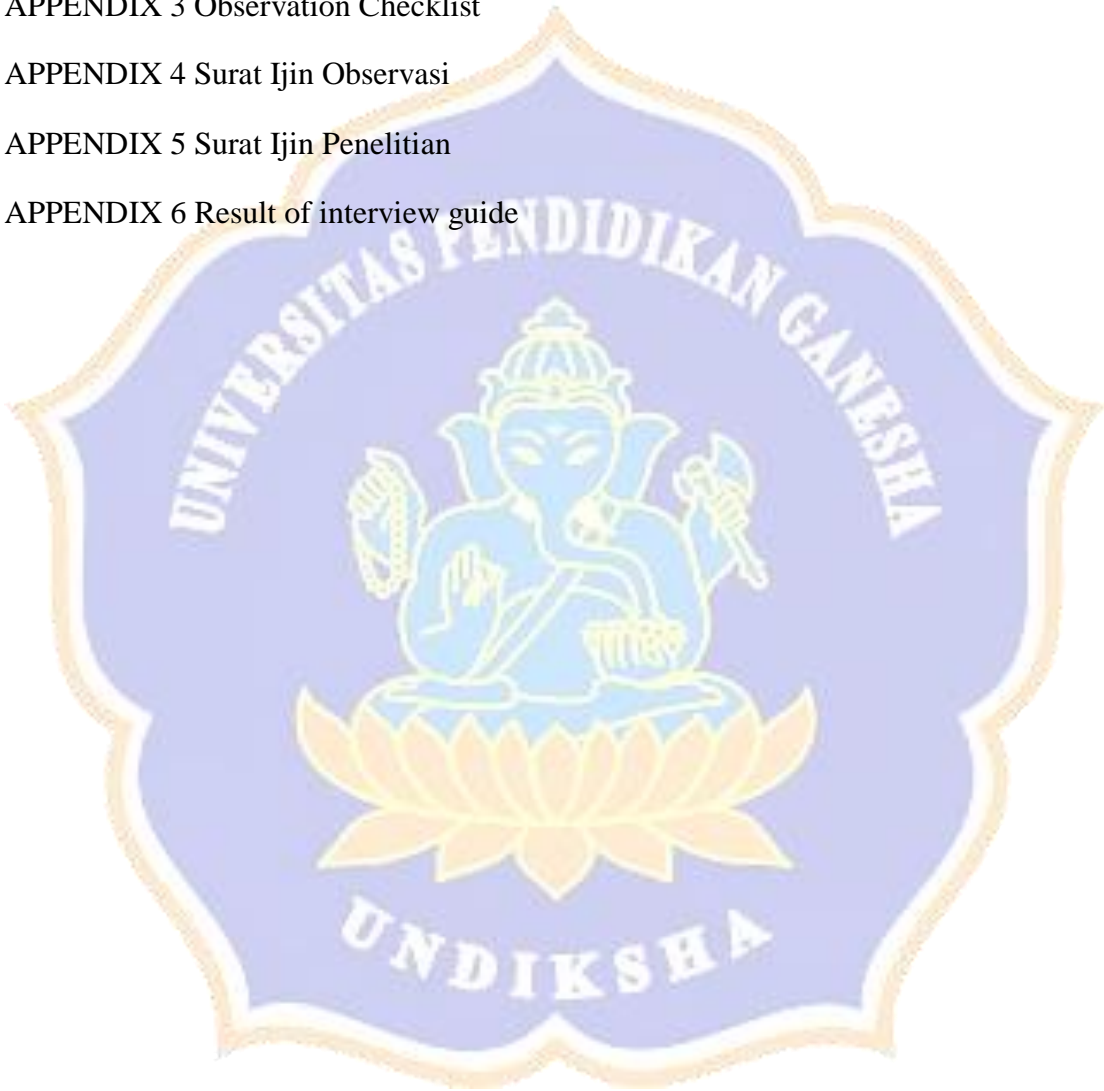 APPENDIX 3 Observation Checklist
APPENDIX 4 Surat Ijin Observasi
APPENDIX 5 Surat Ijin Penelitian
APPENDIX 6 Result of interview guide
UNIVERSITAS PENDIDIKAN GANESHA
UNDIKSHA